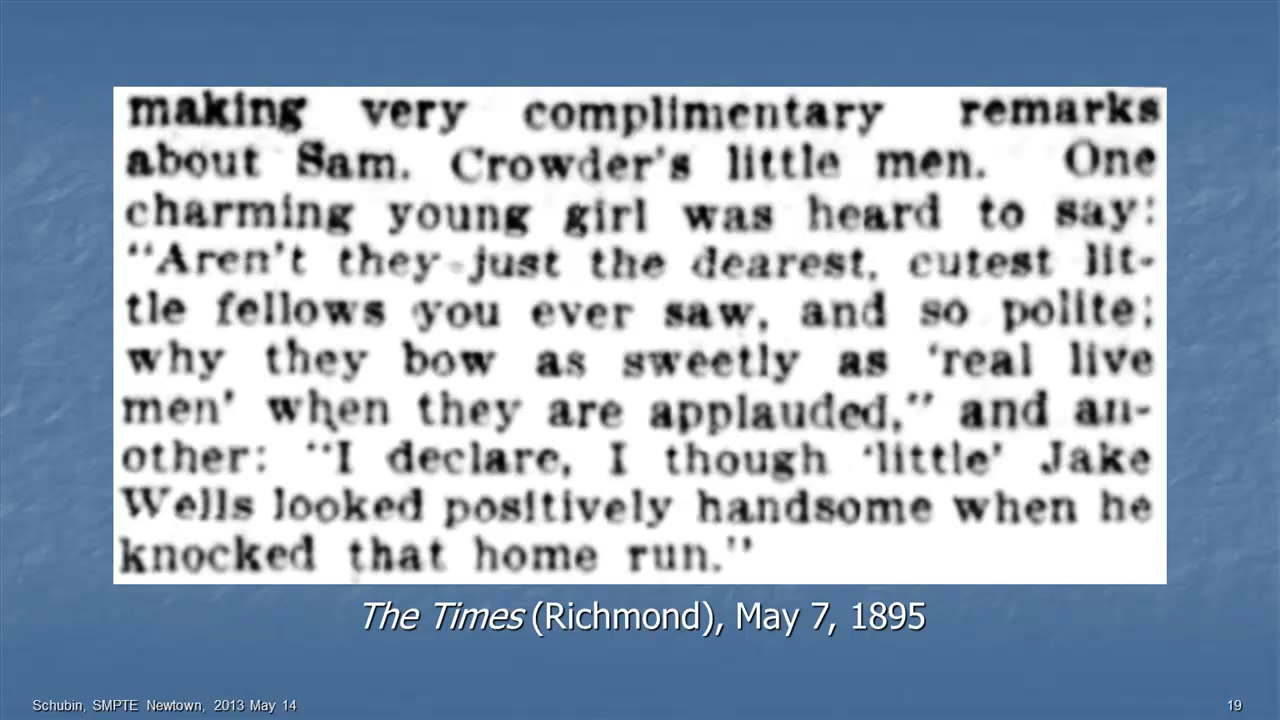 making very complimentary remarks
about Sam. Crowder's little men. One
charming young girl was heard to say:
"Aren't they just the dearest, cutest lit-
tle fellows you ever saw, and so polite;
why they bow as sweetly as 'real live
men' when they are applauded," and an-
other: "I declare, I though 'little' Jake
Wells looked positively handsome when he
knocked that home run."
The Times (Richmond), May 7, 1895
Schubin, SMPTE Newtown, 2013 May 14
19